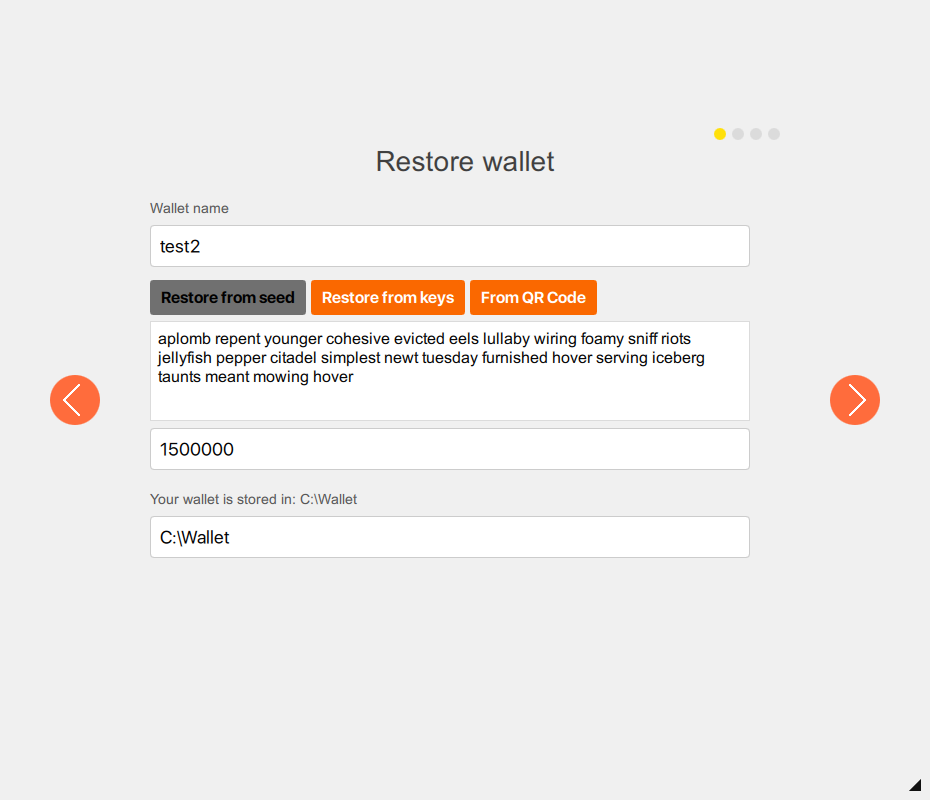 Restore wallet
Wallet name
test2
Restore from seed Restore from keys From QR Code
aplomb repent younger cohesive evicted eels lullaby wiring foamy sniff riots
jellyfish pepper citadel simplest newt tuesday furnished hover serving iceberg
taunts meant mowing hover
1500000
Your wallet is stored in: C:\Wallet
C:\Wallet